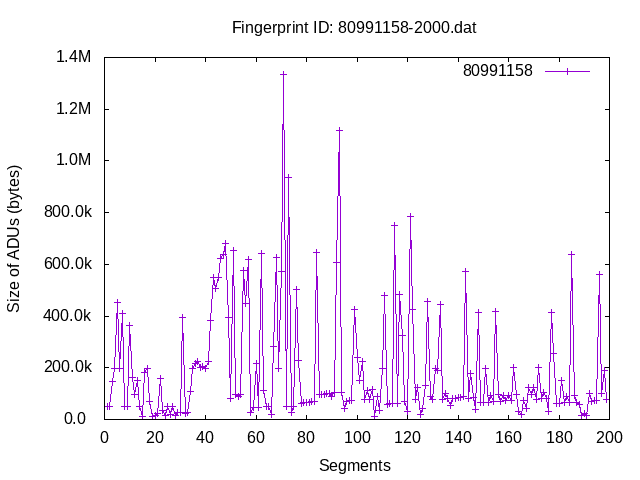 Fingerprint ID: 80991158-2000.dat
80991158
1.4M
1.2M
1.0M
800.0k
600.0k
400.0k
200.0k
0.0
Size of ADUs (bytes)
0 20 40 60 80 100 120 140 160 180 200
Segments